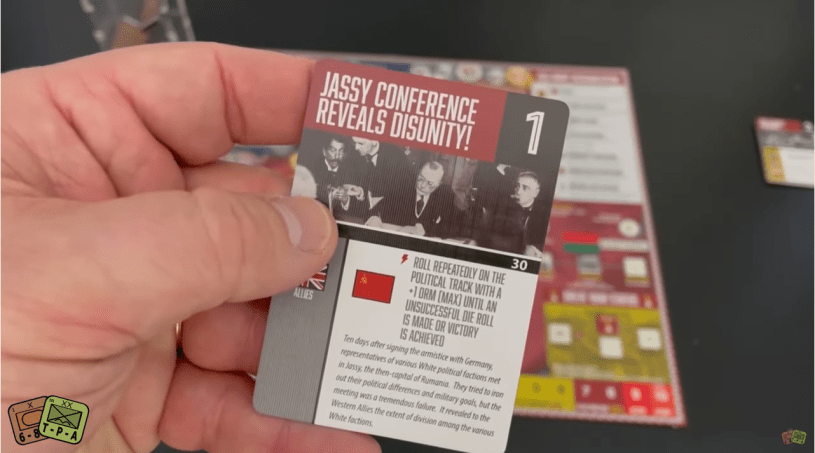 JASSY CONFERENCE
REVEALS DISUNITY!
1
30
ALLIES
ROLL REPEATEDLY ON THE
POLITICAL TRACK WITH A
+1 DRM (MAX) UNTIL AN
UNSUCCESSFUL DIE ROLL
IS MADE OR VICTORY
IS ACHIEVED
Ten days after signing the armistice with Germany,
representatives of various White political factions met
in Jassy, the then-capital of Rumania. They tried to iron
out their political differences and military goals, but the
meeting was a tremendous failure. It revealed to the
Western Allies the extent of division among the various
White factions.
X
XX
6-8
T-P-A